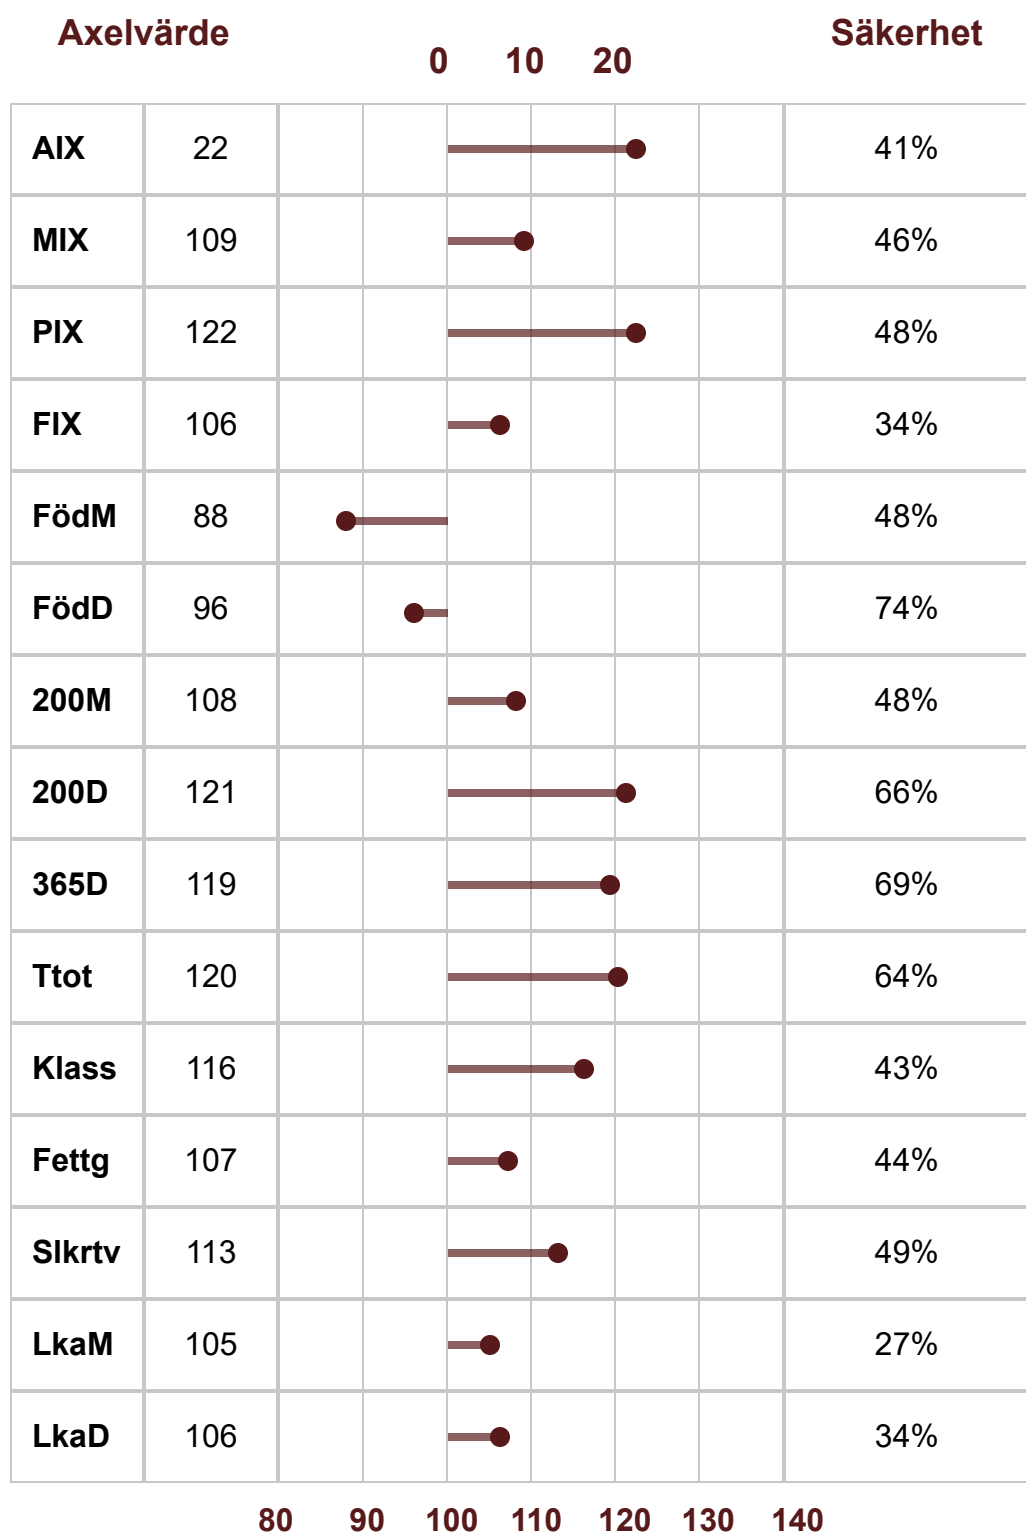 Axelvärde Säkerhet
0 10 20
AIX 22 41%
MIX 109 46%
PIX 122 48%
FIX 106 34%
FödM 88 48%
FödD 96 74%
200M 108 48%
200D 121 66%
365D 119 69%
Ttot 120 64%
Klass 116 43%
Fettg 107 44%
Slkrtv 113 49%
LkaM 105 27%
LkaD 106 34%
80 90 100 110 120 130 140